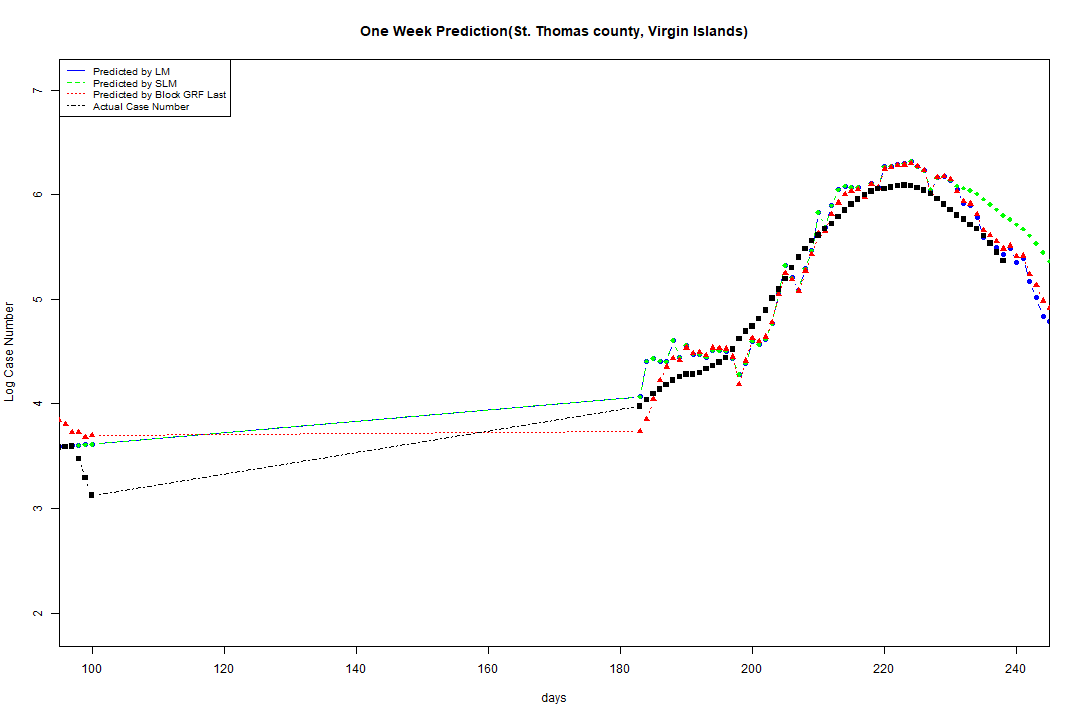 One Week Prediction(St. Thomas county, Virgin Islands)
Predicted by LM
Predicted by SLM
Predicted by Block GRF Last
Actual Case Number
7
6
5
4
3
2
Log Case Number
100 120 140 160 180 200 220 240
days